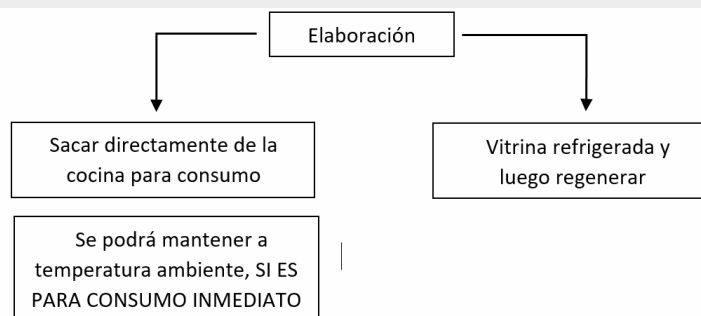 Elaboración
Sacar directamente de la
cocina para consumo
Vitrina refrigerada y
luego regenerar
Se podrá mantener a
temperatura ambiente, SI ES
PARA CONSUMO INMEDIATO